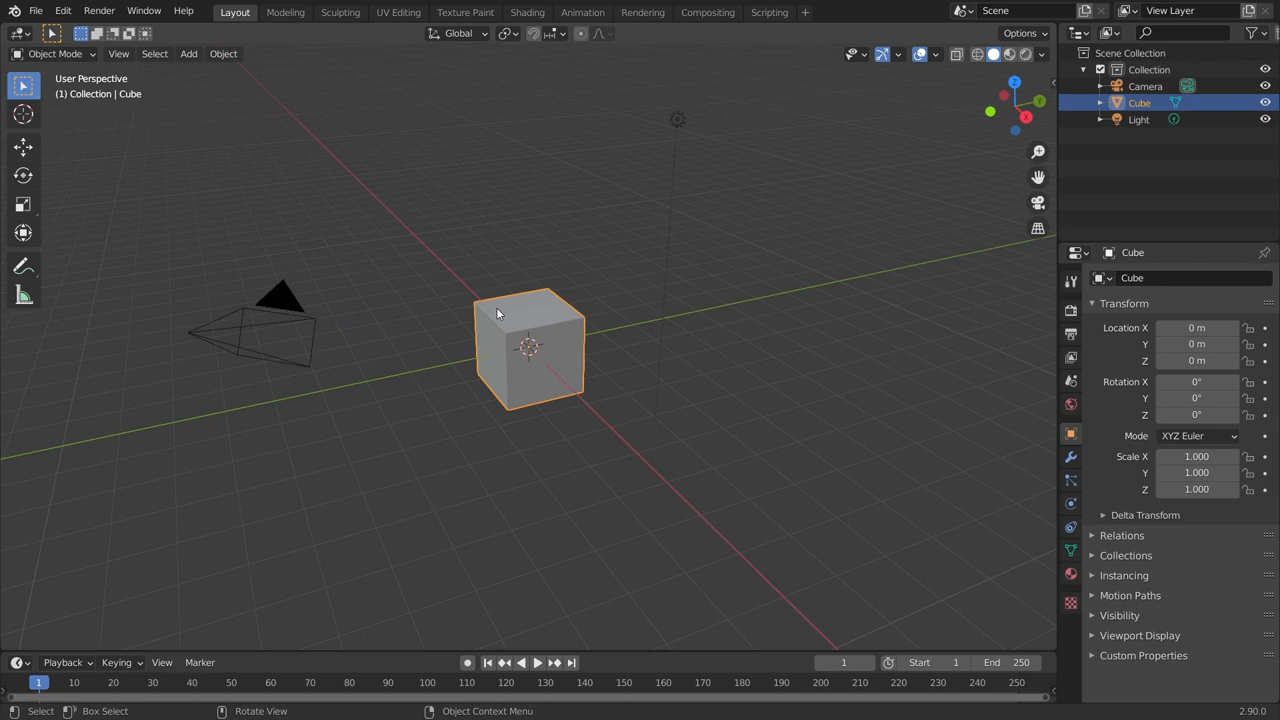 File Edit Render Window Help Layout Modeling Sculpting UV Editing Texture Paint Shading Animation Rendering Compositing Scripting + Scene View Layer
Global Options
Object Mode View Select Add Object
User Perspective
(1) Collection | Cube
Z
Y
X
Scene Collection
Collection
Camera
Cube
Light
Cube
Cube
Transform
Location X 0 m
Y 0 m
Z 0 m
Rotation X 0°
Y 0°
Z 0°
Mode XYZ Euler
Scale X 1.000
Y 1.000
Z 1.000
Delta Transform
Relations
Collections
Instancing
Motion Paths
Visibility
Viewport Display
Custom Properties
Playback Keying View Marker 1 Start 1 End 250
1 10 20 30 40 50 60 70 80 90 100 110 120 130 140 150 160 170 180 190 200 210 220 230 240 250
Select Box Select Rotate View Object Context Menu 2.90.0